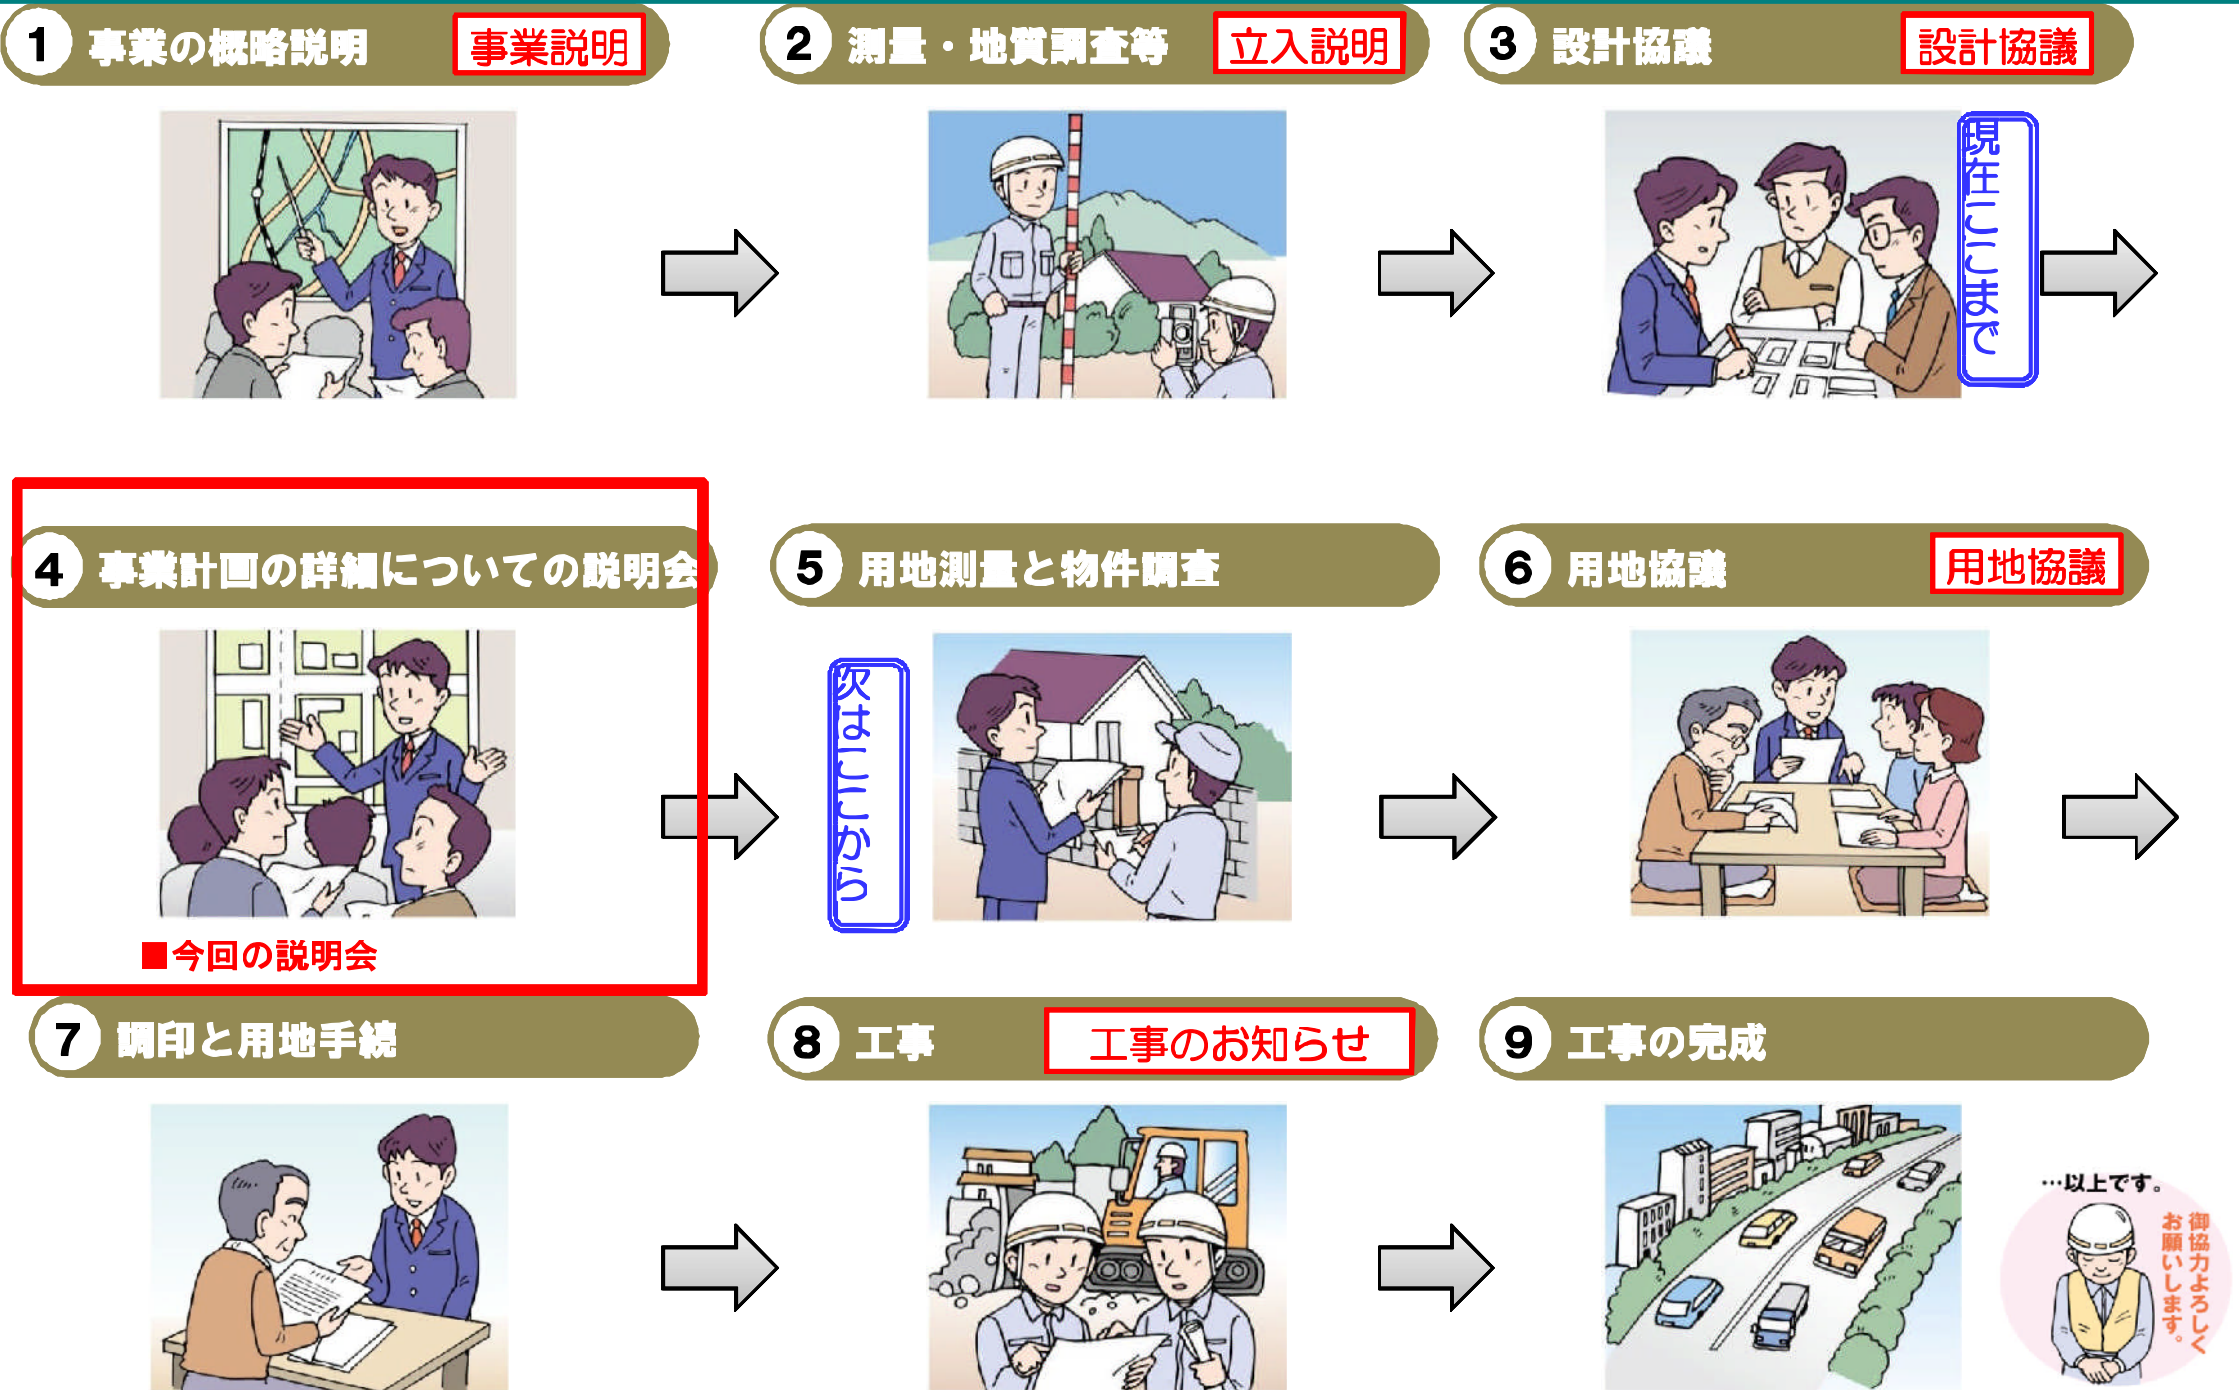 1 事業の概略説明 事業説明
2 測量・地質調査等 立入説明
3 設計協議 設計協議
現在ここまで
4 事業計画の詳細についての説明会
■今回の説明会
5 用地測量と物件調査
次はここから
6 用地協議 用地協議
7 調印と用地手続
8 工事 工事のお知らせ
9 工事の完成
…以上です。
御協力よろしく
お願いします。